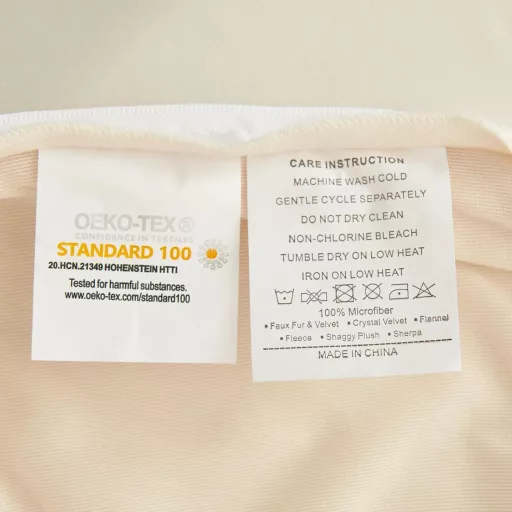 OEKO-TEX®
CONFIDENCE IN TEXTILES
STANDARD 100
20.HCN.21349 HOHENSTEIN HTTI
Tested for harmful substances.
www.oeko-tex.com/standard100
CARE INSTRUCTION
MACHINE WASH COLD
GENTLE CYCLE SEPARATELY
DO NOT DRY CLEAN
NON-CHLORINE BLEACH
TUMBLE DRY ON LOW HEAT
IRON ON LOW HEAT
100% Microfiber
• Faux Fur & Velvet • Crystal Velvet • Flannel
• Fleece • Shaggy Plush • Sherpa
MADE IN CHINA